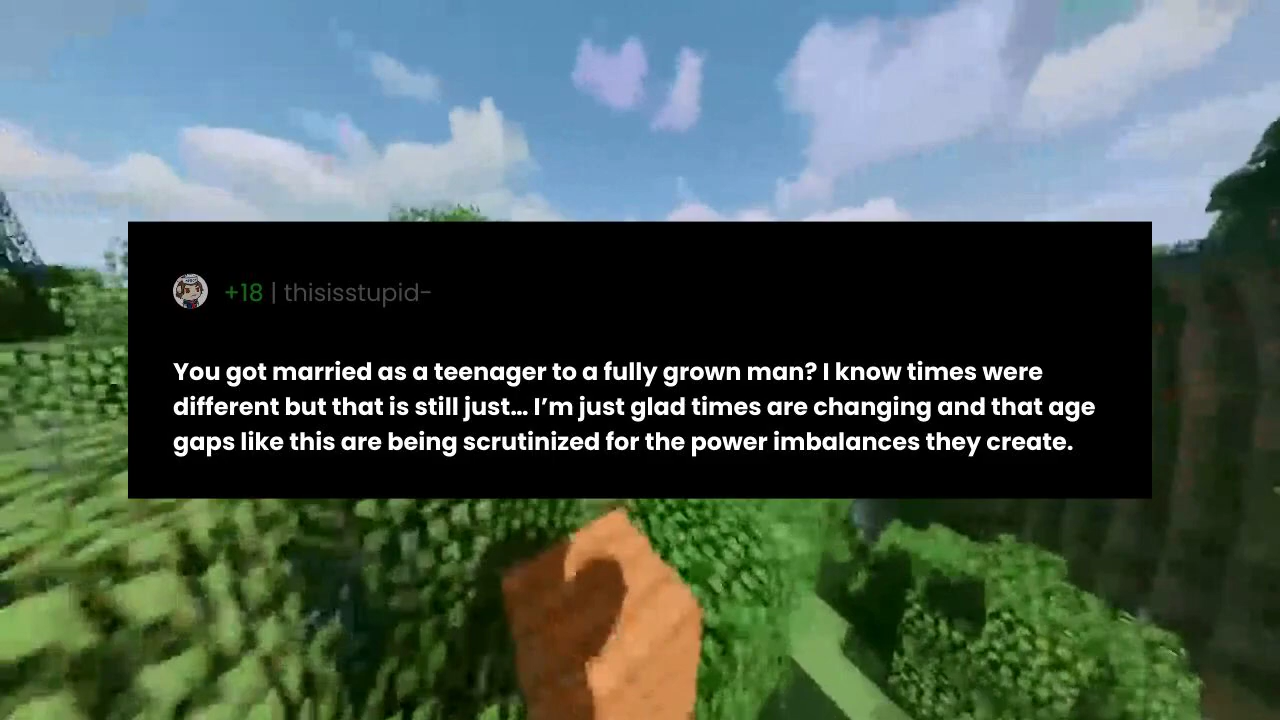 +18 | thisisstupid-
You got married as a teenager to a fully grown man? I know times were
different but that is still just… I’m just glad times are changing and that age
gaps like this are being scrutinized for the power imbalances they create.